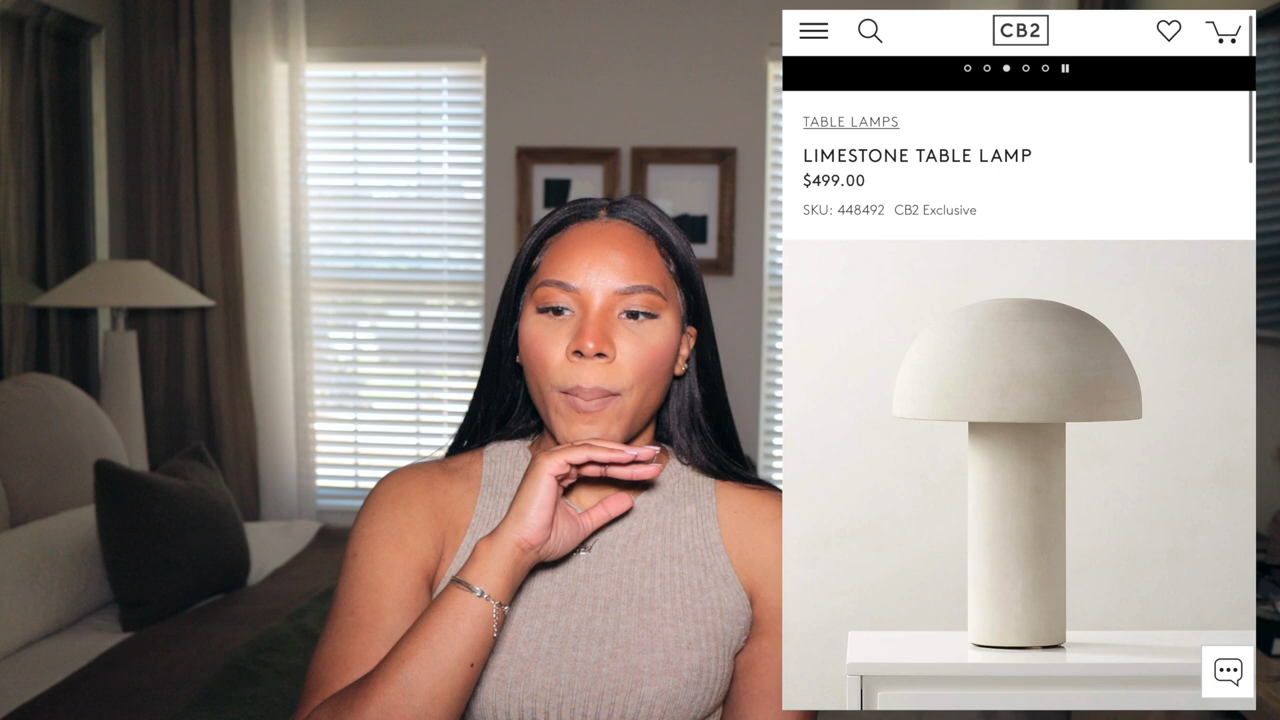 CB2
TABLE LAMPS
LIMESTONE TABLE LAMP
$499.00
SKU: 448492 CB2 Exclusive